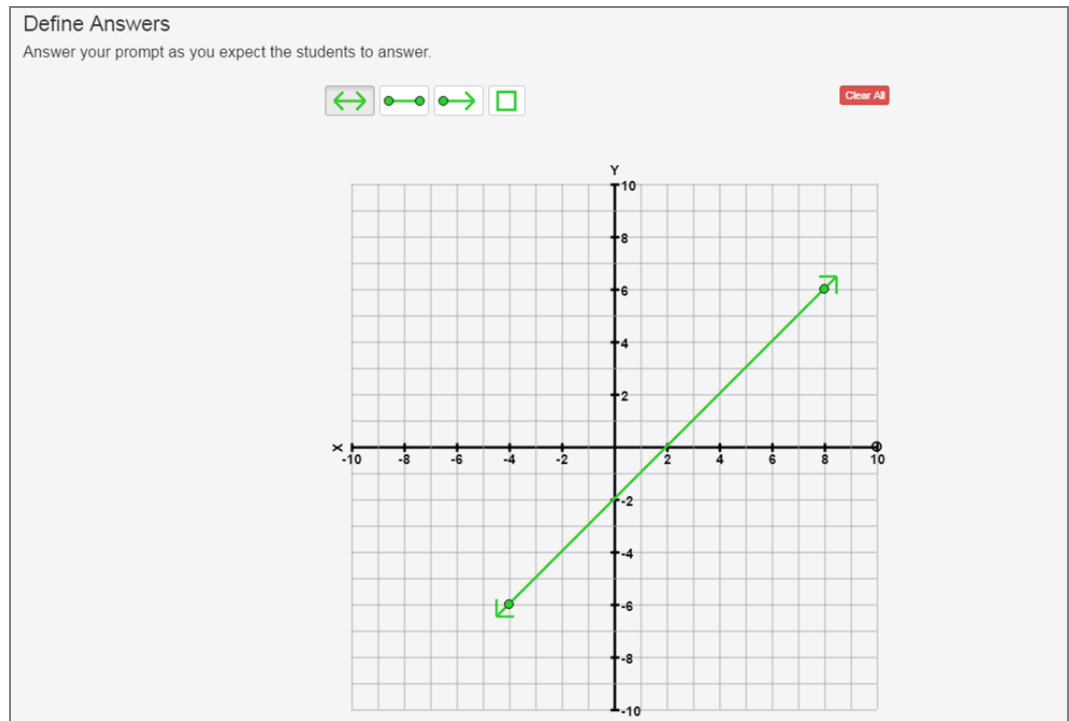 Define Answers
Answer your prompt as you expect the students to answer.
Clear All
Y
10
8
6
4
2
X
-10 -8 -6 -4 -2 2 4 6 8 10
-2
-4
-6
-8
-10